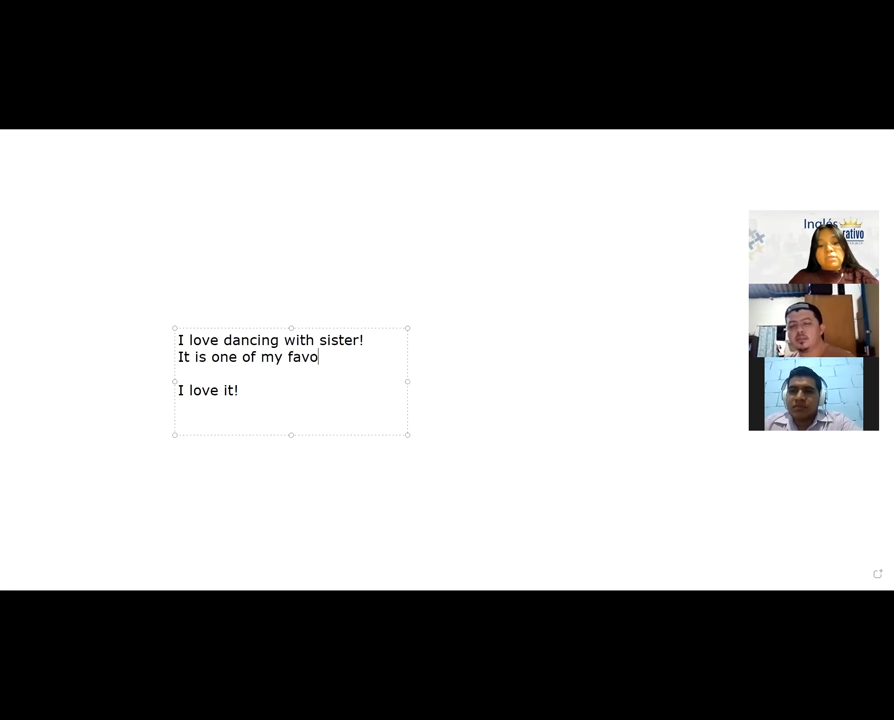 Inglés
rativo
I love dancing with sister!
It is one of my favo
I love it!